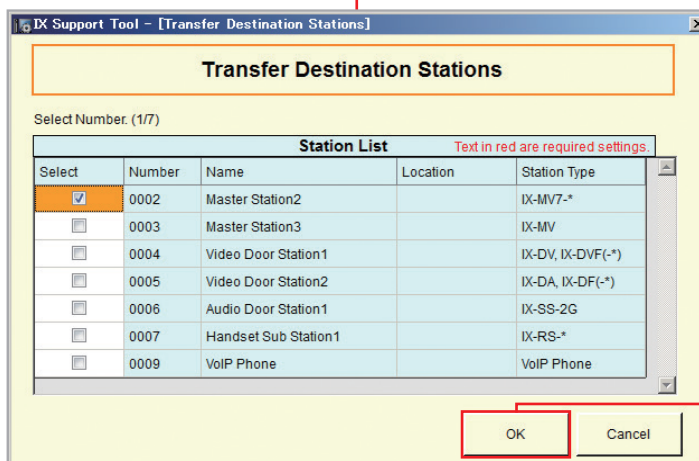 IX Support Tool - [Transfer Destination Stations]
Transfer Destination Stations
Select Number. (1/7)
Station List Text in red are required settings.
Select Number Name Location Station Type
0002 Master Station2 IX-MV7-*
0003 Master Station3 IX-MV
0004 Video Door Station1 IX-DV, IX-DVF(-*)
0005 Video Door Station2 IX-DA, IX-DF(-*)
0006 Audio Door Station1 IX-SS-2G
0007 Handset Sub Station1 IX-RS-*
0009 VoIP Phone VoIP Phone
OK Cancel